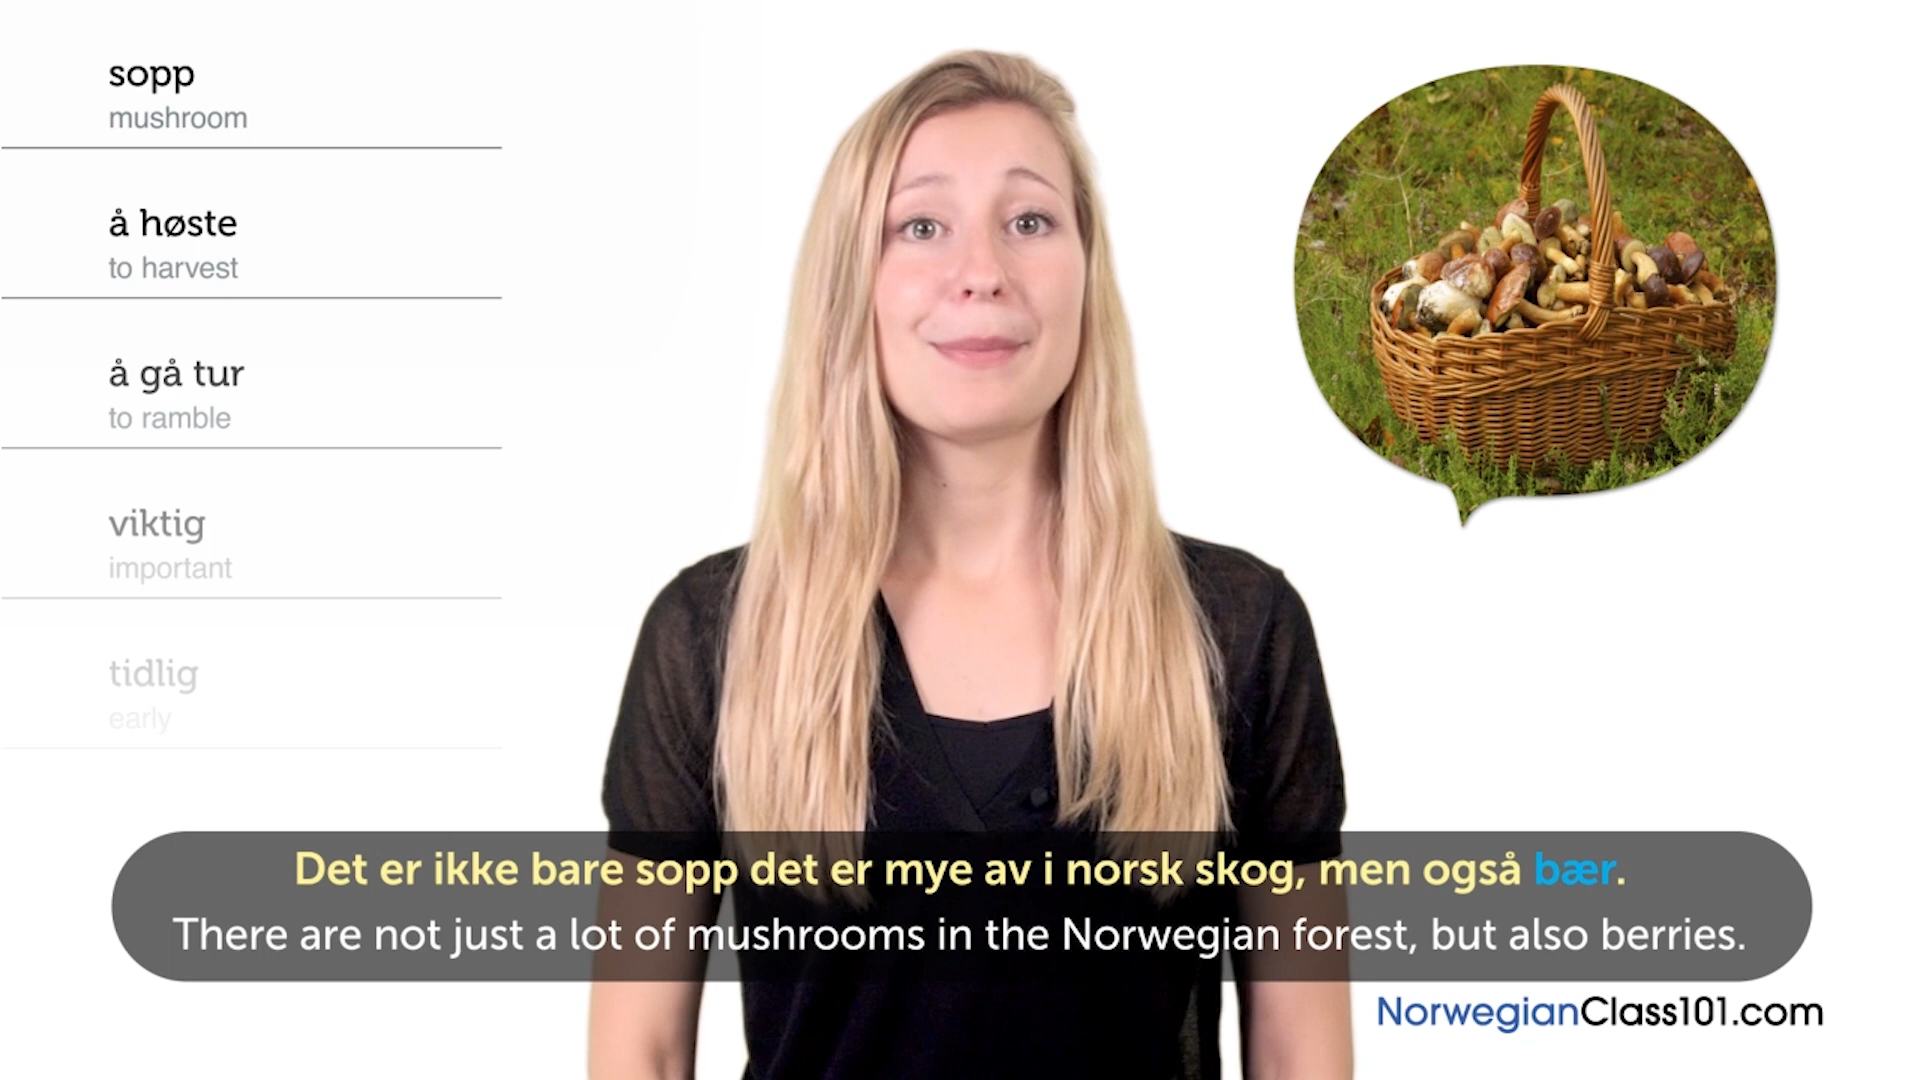 sopp
mushroom
å høste
to harvest
å gå tur
to ramble
viktig
important
tidlig
early
Det er ikke bare sopp det er mye av i norsk skog, men også bær.
There are not just a lot of mushrooms in the Norwegian forest, but also berries.
NorwegianClass101.com